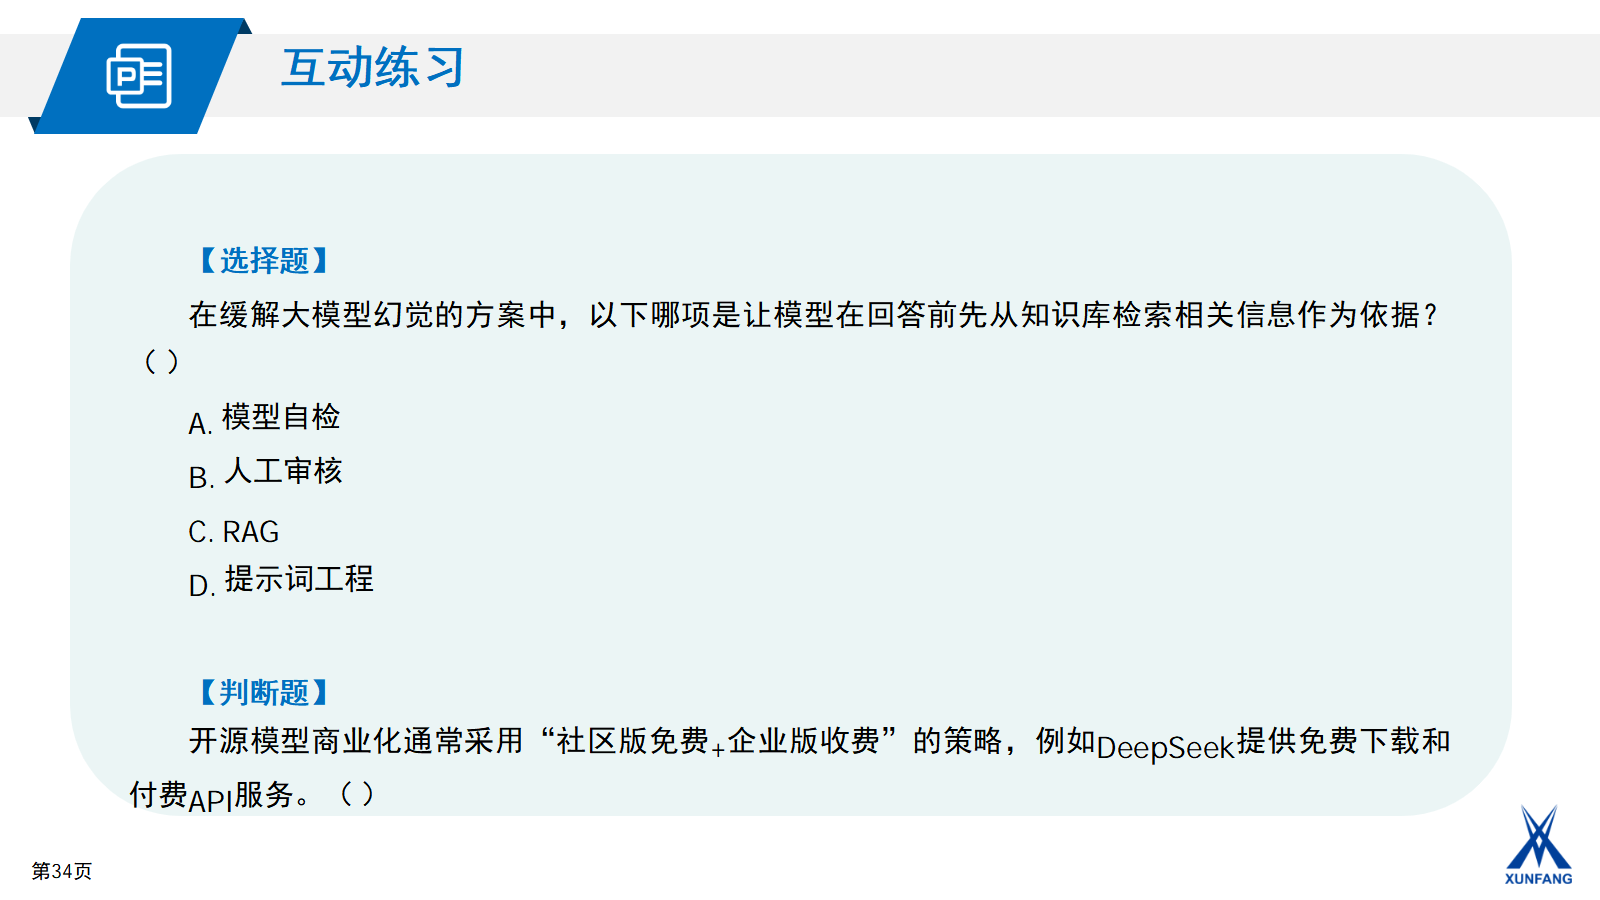 互动练习
【选择题】
在缓解大模型幻觉的方案中，以下哪项是让模型在回答前先从知识库检索相关信息作为依据？
（ ）
A. 模型自检
B. 人工审核
C. RAG
D. 提示词工程
【判断题】
开源模型商业化通常采用“社区版免费+企业版收费”的策略，例如DeepSeek提供免费下载和
付费API服务。（ ）
第34页
XUNFANG